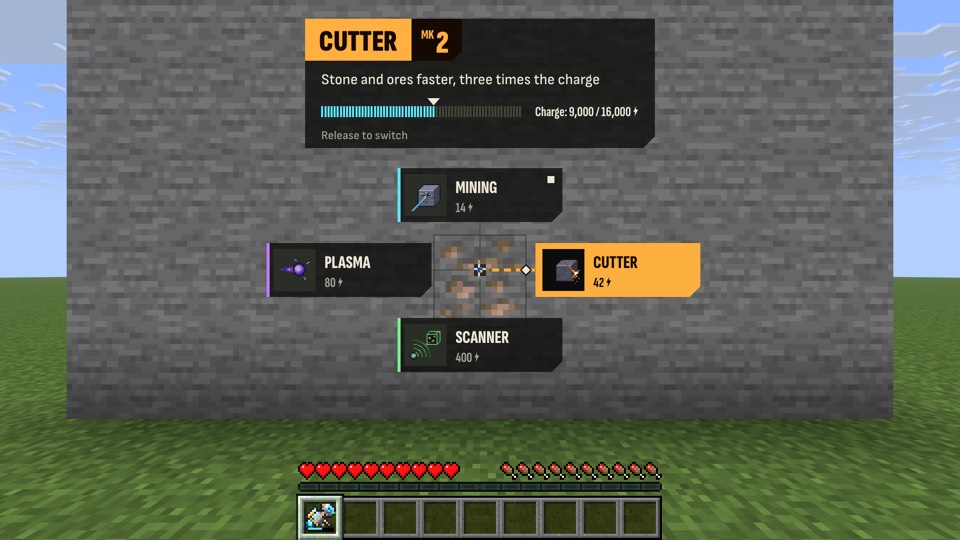 CUTTER MK 2
Stone and ores faster, three times the charge
Charge: 9,000 / 16,000
Release to switch
MINING
14
PLASMA
80
CUTTER
42
SCANNER
400